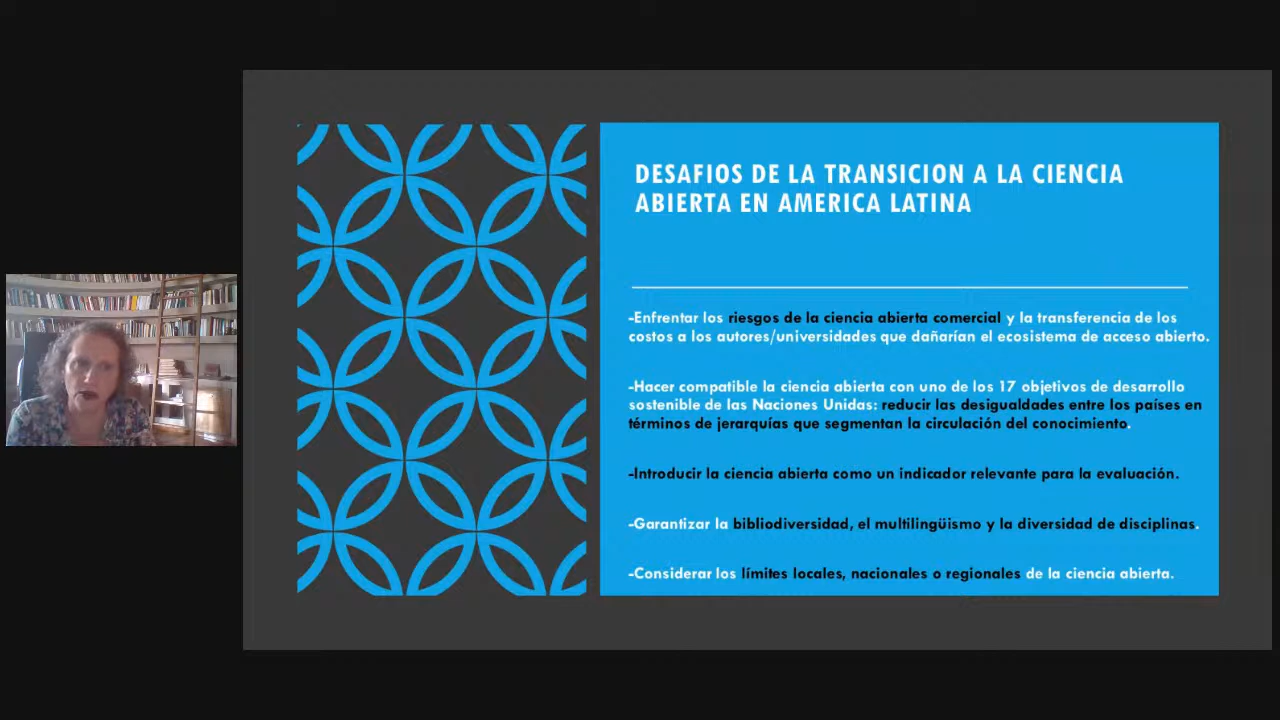 DESAFIOS DE LA TRANSICION A LA CIENCIA
ABIERTA EN AMERICA LATINA
-Enfrentar los riesgos de la ciencia abierta comercial y la transferencia de los
costos a los autores/universidades que dañarían el ecosistema de acceso abierto.
-Hacer compatible la ciencia abierta con uno de los 17 objetivos de desarrollo
sostenible de las Naciones Unidas: reducir las desigualdades entre los países en
términos de jerarquías que segmentan la circulación del conocimiento.
-Introducir la ciencia abierta como un indicador relevante para la evaluación.
-Garantizar la bibliodiversidad, el multilingüismo y la diversidad de disciplinas.
-Considerar los límites locales, nacionales o regionales de la ciencia abierta.